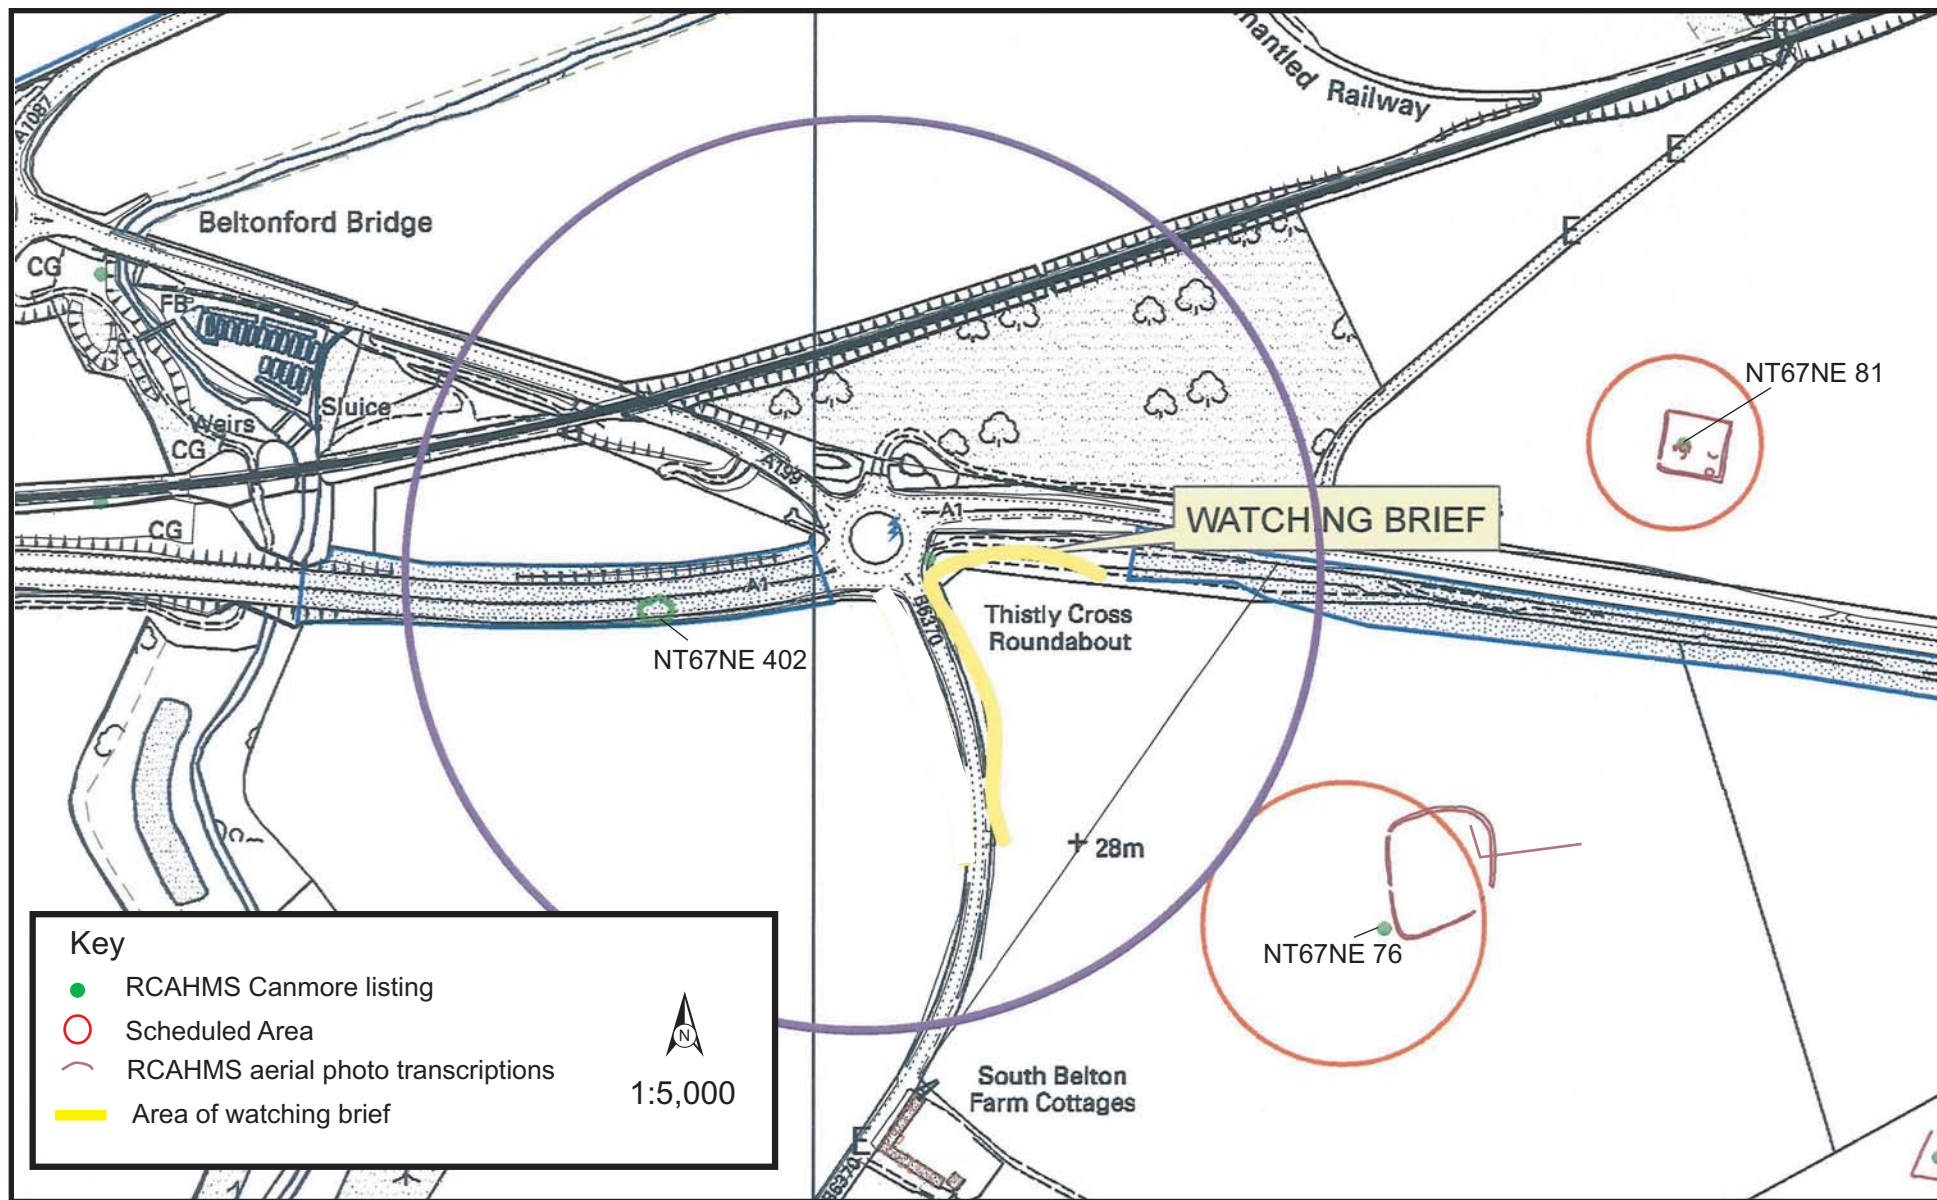 mantled Railway
A1087
E
Beltonford Bridge
E
CG
FB
NT67NE 81
Sluice
Weirs
CG
A199
A1
WATCHING BRIEF
CG
A1
B6370
Thistly Cross
Roundabout
NT67NE 402
28m
NT67NE 76
Key
RCAHMS Canmore listing
Scheduled Area
RCAHMS aerial photo transcriptions
Area of watching brief
N
1:5,000
South Belton
Farm Cottages
E
B6370